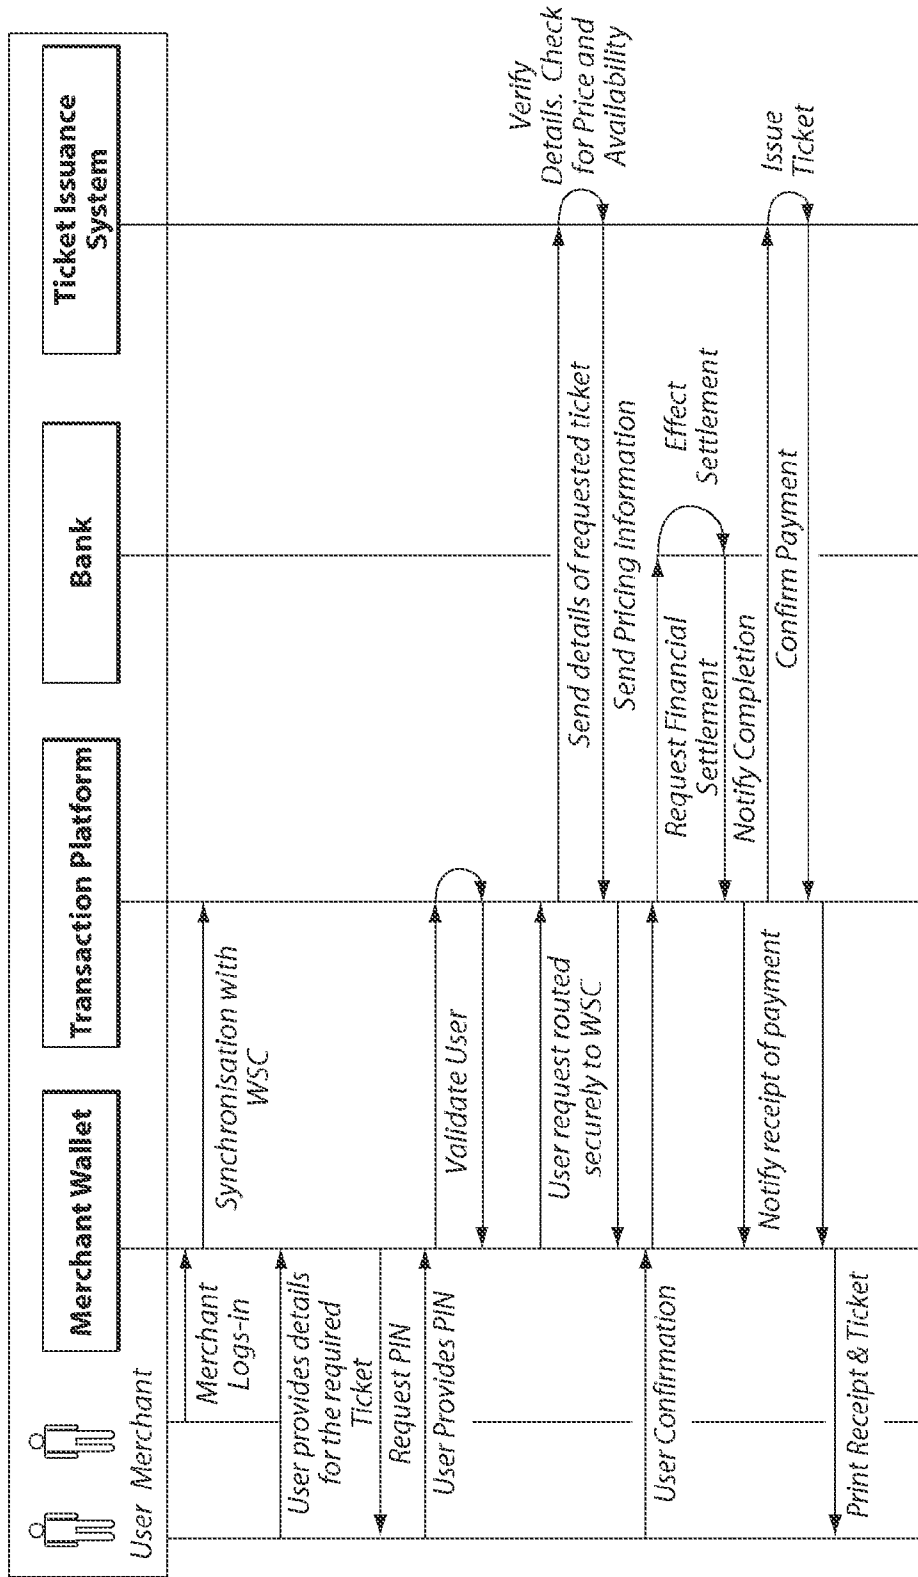 User
Merchant
Merchant Wallet
Transaction Platform
Bank
Ticket Issuance
System
Merchant
Logs-in
Synchronisation with
WSC
User provides details
for the required
Ticket
Request PIN
User Provides PIN
Validate User
User request routed
securely to WSC
Send details of requested ticket
Verify
Details. Check
for Price and
Availability
Send Pricing Information
User Confirmation
Request Financial
Settlement
Effect
Settlement
Notify Completion
Notify receipt of payment
Confirm Payment
Issue
Ticket
Print Receipt & Ticket